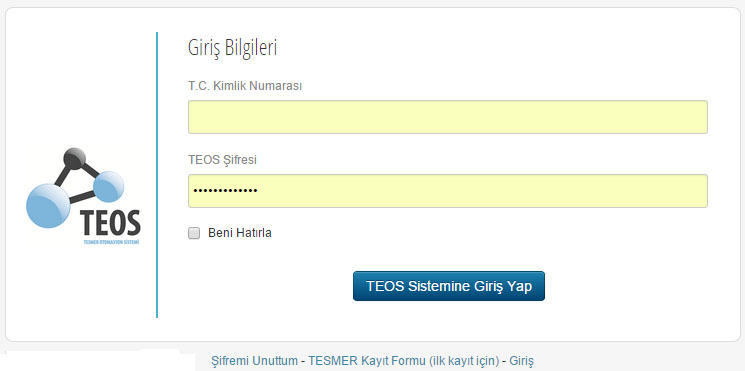 Giriş Bilgileri
T.C. Kimlik Numarası
TEOS Şifresi
•••••••••••••
Beni Hatırla
TEOS
TESMER OTOMASYON SİSTEMİ
TEOS Sistemine Giriş Yap
Şifremi Unuttum - TESMER Kayıt Formu (ilk kayıt için) - Giriş